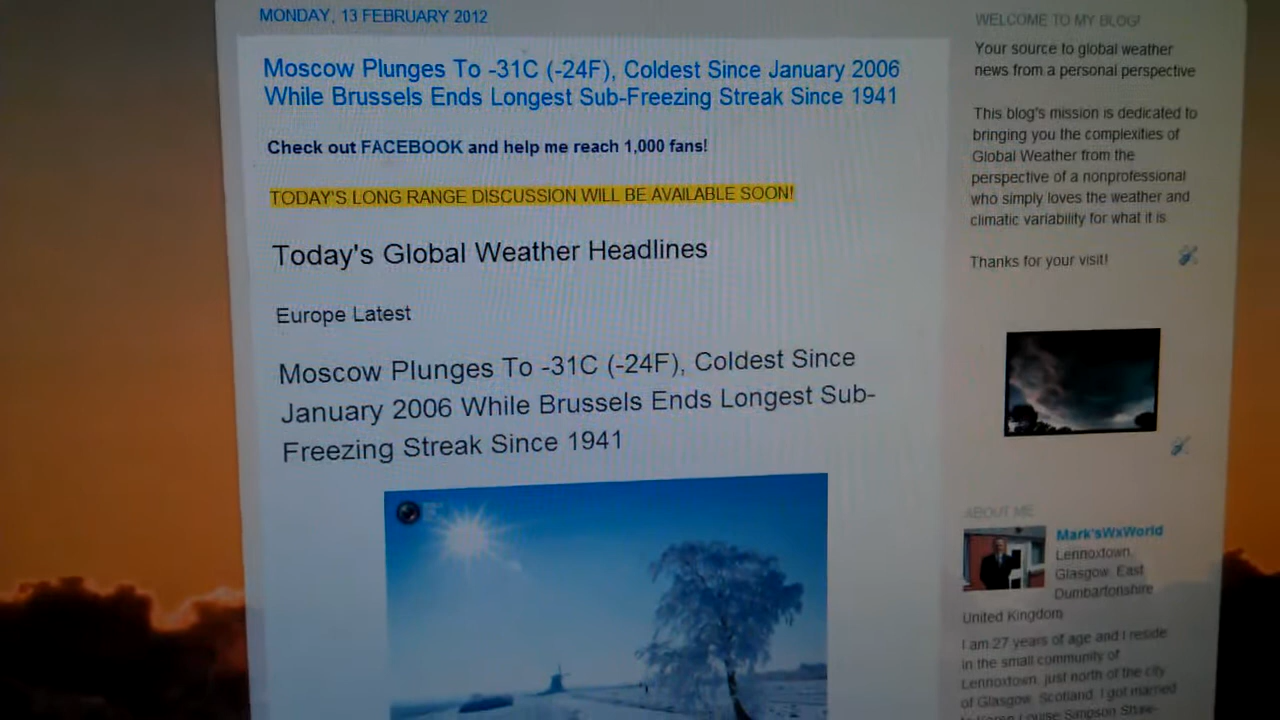 MONDAY, 13 FEBRUARY 2012
Moscow Plunges To -31C (-24F), Coldest Since January 2006
While Brussels Ends Longest Sub-Freezing Streak Since 1941
Check out FACEBOOK and help me reach 1,000 fans!
TODAY'S LONG RANGE DISCUSSION WILL BE AVAILABLE SOON!
Today's Global Weather Headlines
Europe Latest
Moscow Plunges To -31C (-24F), Coldest Since
January 2006 While Brussels Ends Longest Sub-
Freezing Streak Since 1941
WELCOME TO MY BLOG!
Your source to global weather
news from a personal perspective
This blog's mission is dedicated to
bringing you the complexities of
Global Weather from the
perspective of a nonprofessional
who simply loves the weather and
climatic variability for what it is
Thanks for your visit!
ABOUT ME
Mark'sWxWorld
Lennoxtown,
Glasgow, East
Dumbartonshire
United Kingdom
I am 27 years of age and I reside
in the small community of
Lennoxtown, just north of the city
of Glasgow, Scotland. I got married
Louise Simpson